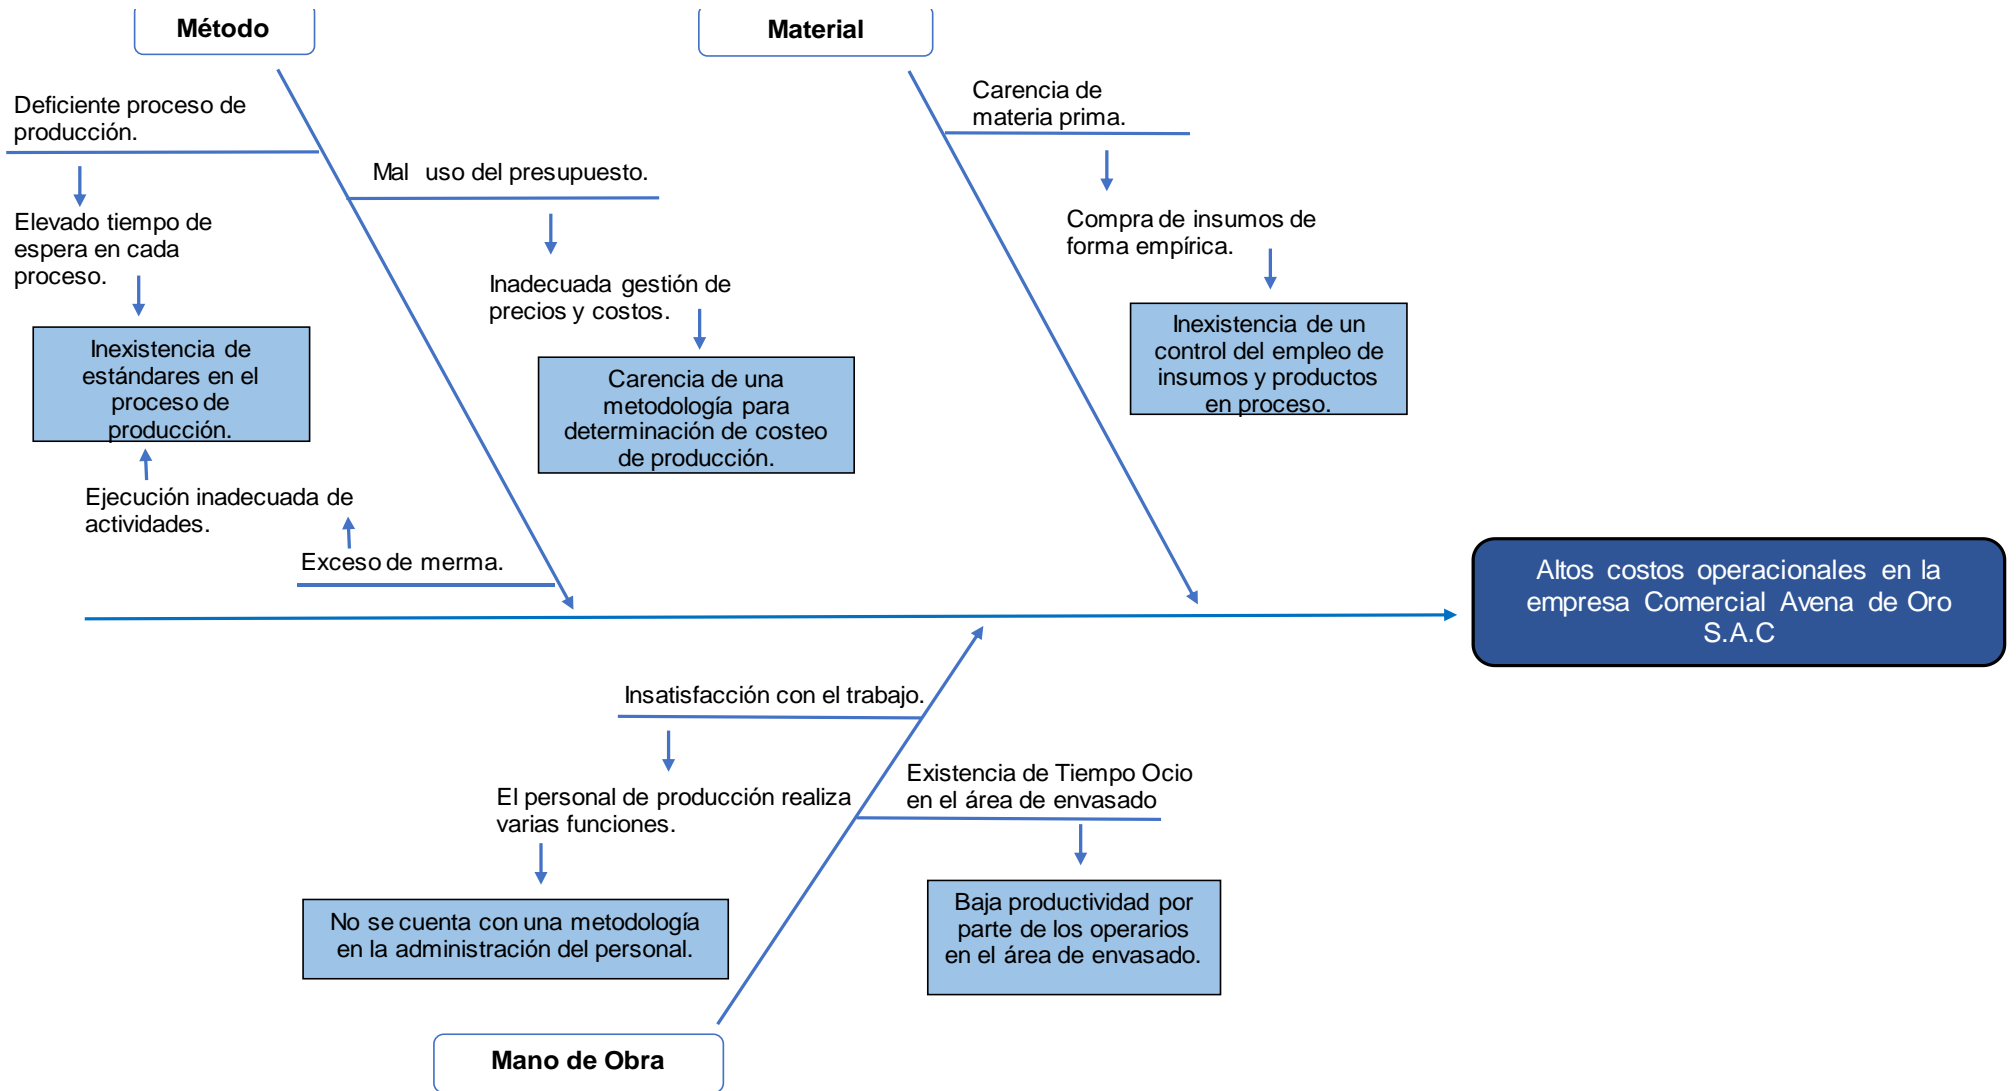 Método
Material
Deficiente proceso de
producción.
Elevado tiempo de
espera en cada
proceso.
Inexistencia de
estándares en el
proceso de
producción.
Ejecución inadecuada de
actividades.
Exceso de merma.
Mal uso del presupuesto.
Inadecuada gestión de
precios y costos.
Carencia de una
metodología para
determinación de costeo
de producción.
Carencia de
materia prima.
Compra de insumos de
forma empírica.
Inexistencia de un
control del empleo de
insumos y productos
en proceso.
Altos costos operacionales en la
empresa Comercial Avena de Oro
S.A.C
Insatisfacción con el trabajo.
El personal de producción realiza
varias funciones.
No se cuenta con una metodología
en la administración del personal.
Existencia de Tiempo Ocio
en el área de envasado
Baja productividad por
parte de los operarios
en el área de envasado.
Mano de Obra